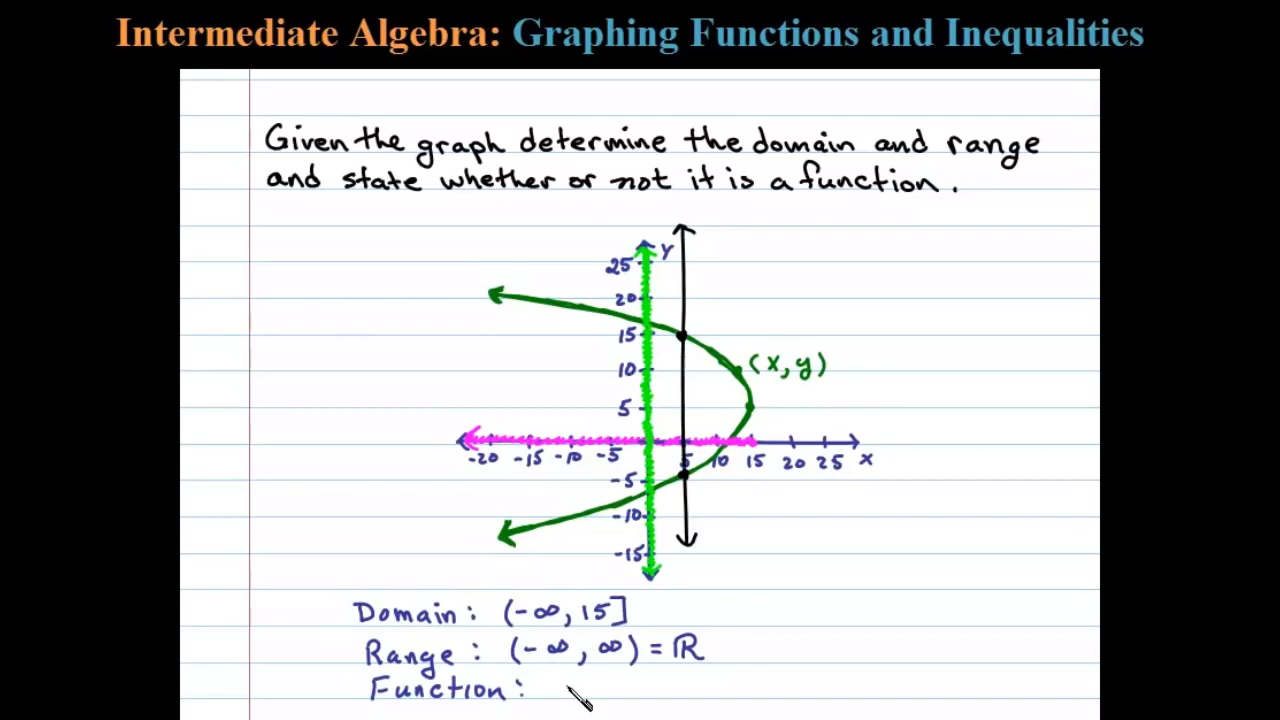 Intermediate Algebra: Graphing Functions and Inequalities
Given the graph determine the domain and range
and state whether or not it is a function.
Y
25
20
15
10
(x, y)
5
-20 -15 -10 -5 5 10 15 20 25 X
-5
-10
-15
Domain: (-∞, 15]
Range: (-∞, ∞) = ℝ
Function: